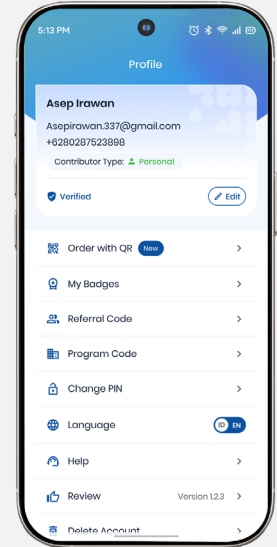 5:13 PM
Profile
Asep Irawan
Asepirawan.337@gmail.com
+6280287523898
Contributor Type: Personal
Verified
Edit
Order with QR New
My Badges
Referral Code
Program Code
Change PIN
Language ID EN
Help
Review Version 1.2.3
Delete Account